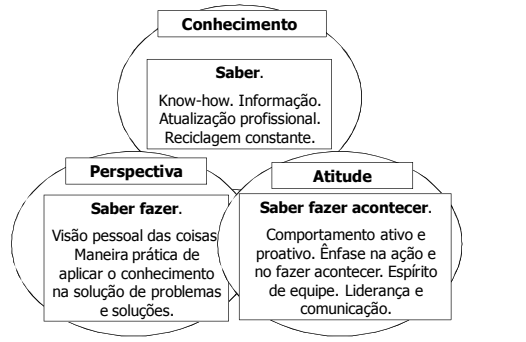 Conhecimento
Saber.
Know-how. Informação.
Atualização profissional.
Reciclagem constante.
Perspectiva
Saber fazer.
Visão pessoal das coisas
Maneira prática de
aplicar o conhecimento
na solução de problemas
e soluções.
Atitude
Saber fazer acontecer.
Comportamento ativo e
proativo. Ênfase na ação e
no fazer acontecer. Espírito
de equipe. Liderança e
comunicação.